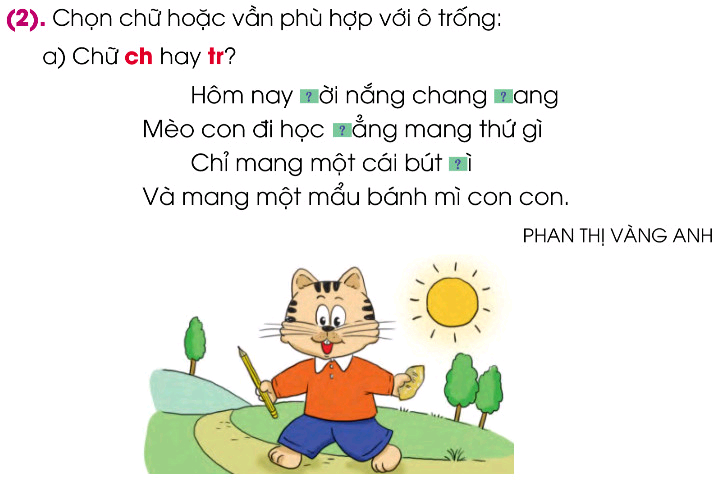 (2). Chọn chữ hoặc vần phù hợp với ô trống:
a) Chữ ch hay tr?
Hôm nay ?ời nắng chang ?ang
Mèo con đi học ?ẳng mang thứ gì
Chỉ mang một cái bút ?ì
Và mang một mẩu bánh mì con con.
PHAN THỊ VÀNG ANH